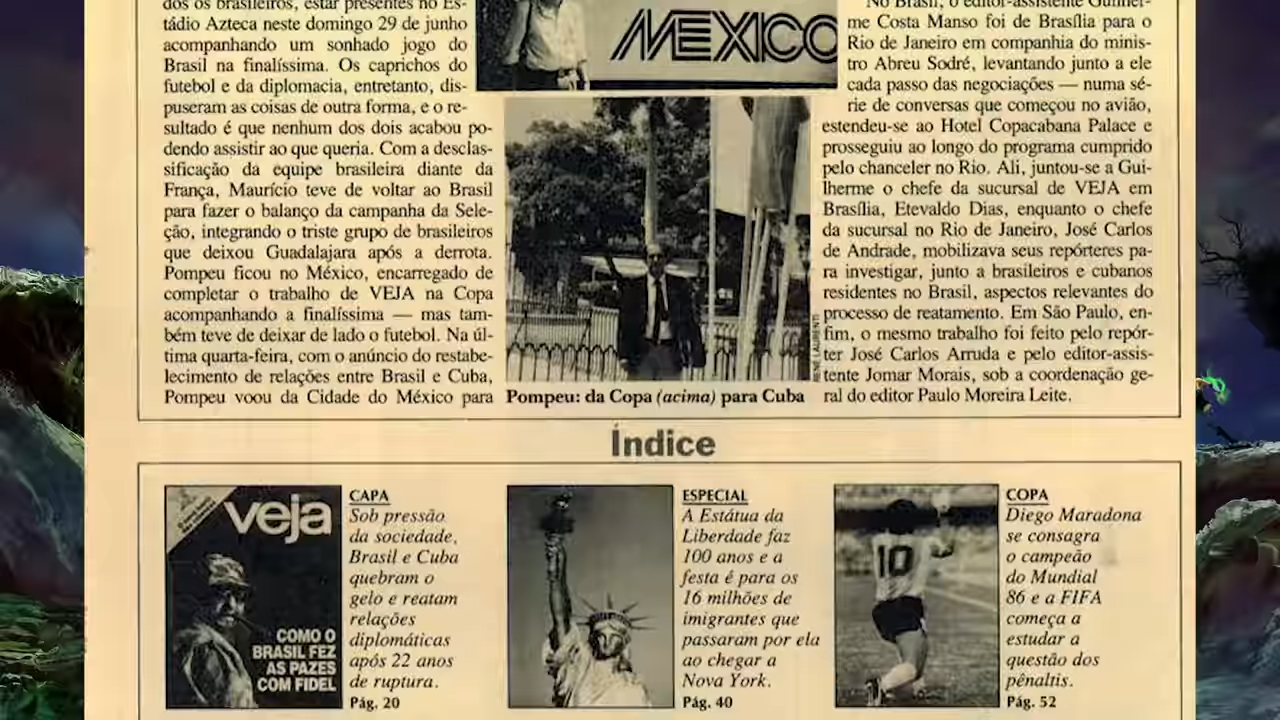 dos os brasileiros, estar presentes no Es-
tádio Azteca neste domingo 29 de junho
acompanhando um sonhado jogo do
Brasil na finalíssima. Os caprichos do
futebol e da diplomacia, entretanto, dis-
puseram as coisas de outra forma, e o re-
sultado é que nenhum dos dois acabou po-
dendo assistir ao que queria. Com a desclas-
sificação da equipe brasileira diante da
França, Maurício teve de voltar ao Brasil
para fazer o balanço da campanha da Sele-
ção, integrando o triste grupo de brasileiros
que deixou Guadalajara após a derrota.
Pompeu ficou no México, encarregado de
completar o trabalho de VEJA na Copa
acompanhando a finalíssima — mas tam-
bém teve de deixar de lado o futebol. Na úl-
tima quarta-feira, com o anúncio do restabe-
lecimento de relações entre Brasil e Cuba,
Pompeu voou da Cidade do México para
MEXICO
RENE LAURENTI
Pompeu: da Copa (acima) para Cuba
No Brasil, o editor-assistente Guilher-
me Costa Manso foi de Brasília para o
Rio de Janeiro em companhia do minis-
tro Abreu Sodré, levantando junto a ele
cada passo das negociações — numa sé-
rie de conversas que começou no avião,
estendeu-se ao Hotel Copacabana Palace e
prosseguiu ao longo do programa cumprido
pelo chanceler no Rio. Ali, juntou-se a Gui-
lherme o chefe da sucursal de VEJA em
Brasília, Etevaldo Dias, enquanto o chefe
da sucursal no Rio de Janeiro, José Carlos
de Andrade, mobilizava seus repórteres pa-
ra investigar, junto a brasileiros e cubanos
residentes no Brasil, aspectos relevantes do
processo de reatamento. Em São Paulo, en-
fim, o mesmo trabalho foi feito pelo repór-
ter José Carlos Arruda e pelo editor-assis-
tente Jomar Morais, sob a coordenação ge-
ral do editor Paulo Moreira Leite.
Índice
veja
COMO O
BRASIL FEZ
AS PAZES
COM FIDEL
CAPA
Sob pressão
da sociedade,
Brasil e Cuba
quebram o
gelo e reatam
relações
diplomáticas
após 22 anos
de ruptura.
Pág. 20
ESPECIAL
A Estátua da
Liberdade faz
100 anos e a
festa é para os
16 milhões de
imigrantes que
passaram por ela
ao chegar a
Nova York.
Pág. 40
10
COPA
Diego Maradona
se consagra
o campeão
do Mundial
86 e a FIFA
começa a
estudar a
questão dos
pênaltis.
Pág. 52